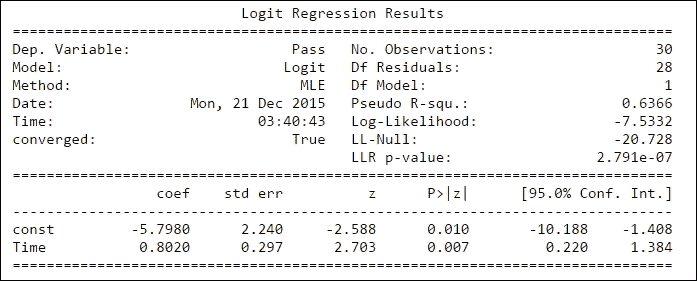 Logit Regression Results
==============================================================================
Dep. Variable: Pass No. Observations: 30
Model: Logit Df Residuals: 28
Method: MLE Df Model: 1
Date: Mon, 21 Dec 2015 Pseudo R-squ.: 0.6366
Time: 03:40:43 Log-Likelihood: -7.5332
converged: True LL-Null: -20.728
LLR p-value: 2.791e-07
==============================================================================
coef std err z P>|z| [95.0% Conf. Int.]
------------------------------------------------------------------------------
const -5.7980 2.240 -2.588 0.010 -10.188 -1.408
Time 0.8020 0.297 2.703 0.007 0.220 1.384
==============================================================================